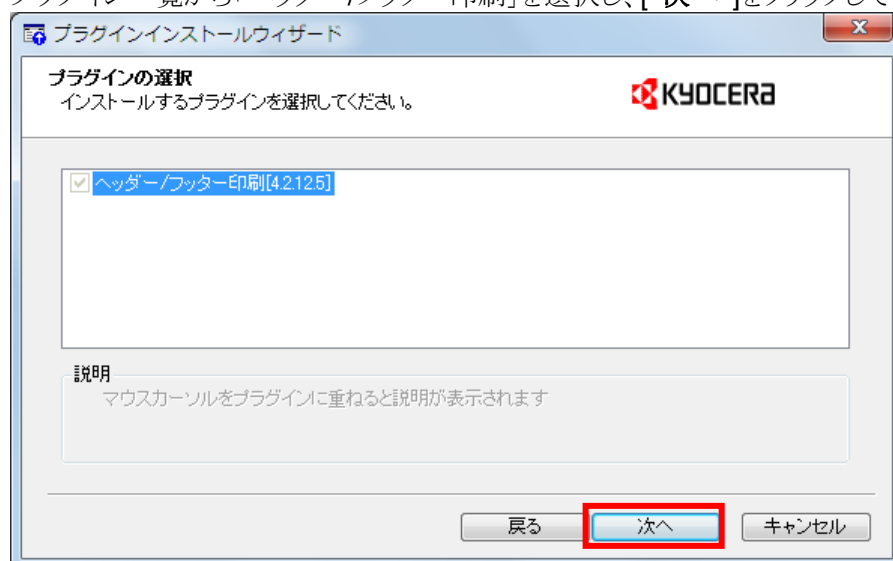 プラグインインストールウィザード
プラグインの選択
インストールするプラグインを選択してください。
KYOCERA
ヘッダー/フッター印刷[4.2.12.5]
説明
マウスカーソルをプラグインに重ねると説明が表示されます
戻る
次へ
キャンセル